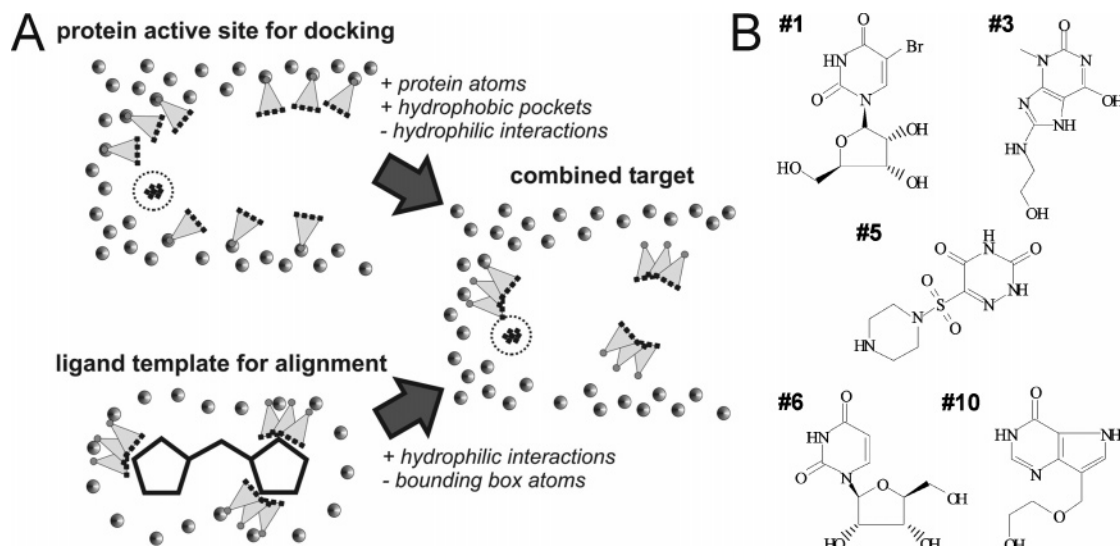 A
protein active site for docking
+ protein atoms
+ hydrophobic pockets
- hydrophilic interactions
combined target
ligand template for alignment
+ hydrophilic interactions
- bounding box atoms
B
#1
O
Br
HN
O
N
O
OH
HO
OH
#3
O
N
N
N
OH
NH
HN
OH
#5
H
O
N
O
O
S
N
NH
N
O
HN
#6
O
HN
O
N
O
OH
HO
OH
#10
O
NH
HN
N
O
OH